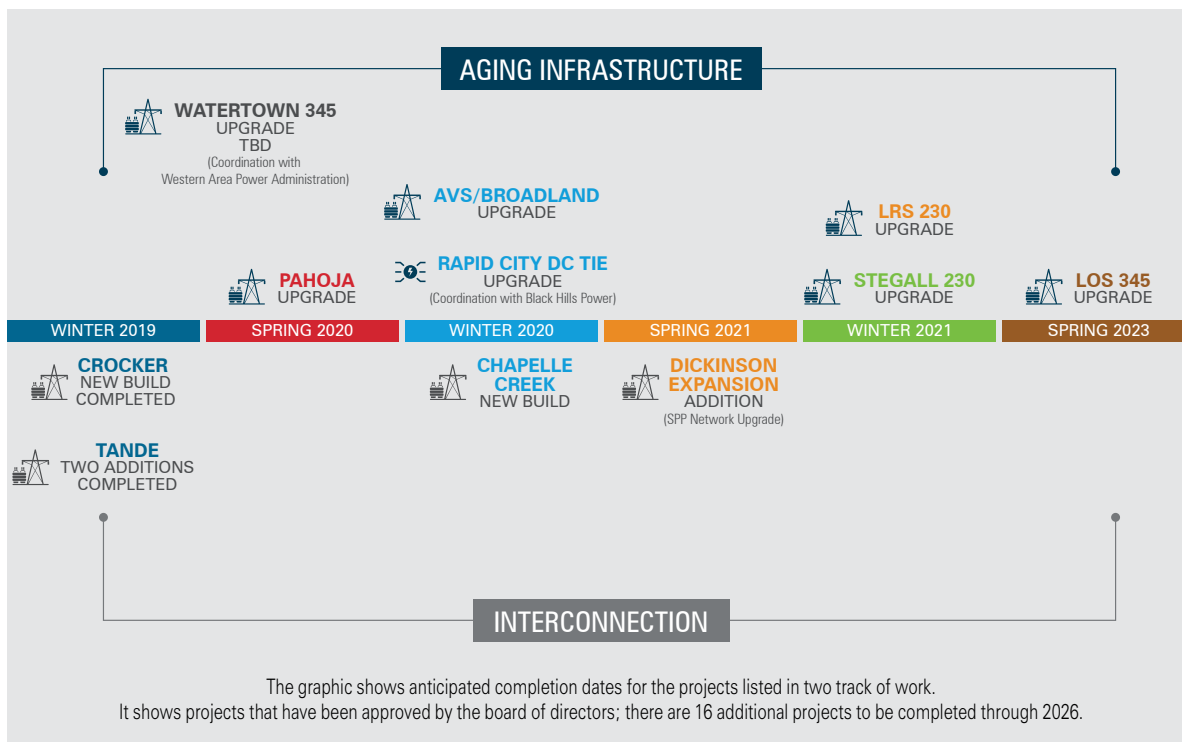 AGING INFRASTRUCTURE
WATERTOWN 345
UPGRADE
TBD
(Coordination with
Western Area Power Administration)
AVS/BROADLAND
UPGRADE
RAPID CITY DC TIE
UPGRADE
(Coordination with Black Hills Power)
LRS 230
UPGRADE
PAHOJA
UPGRADE
STEGALL 230
UPGRADE
LOS 345
UPGRADE
WINTER 2019
SPRING 2020
WINTER 2020
SPRING 2021
WINTER 2021
SPRING 2023
CROCKER
NEW BUILD
COMPLETED
TANDE
TWO ADDITIONS
COMPLETED
CHAPELLE
CREEK
NEW BUILD
DICKINSON
EXPANSION
ADDITION
(SPP Network Upgrade)
INTERCONNECTION
The graphic shows anticipated completion dates for the projects listed in two track of work.
It shows projects that have been approved by the board of directors; there are 16 additional projects to be completed through 2026.